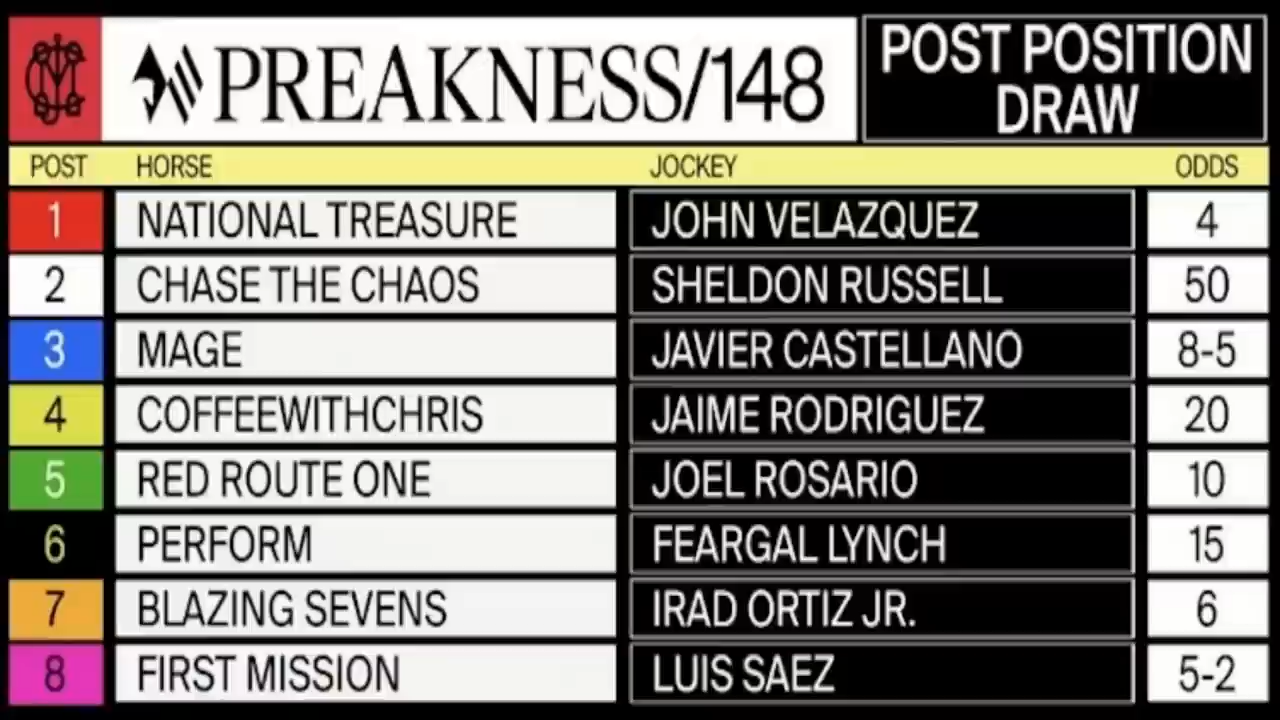 PREAKNESS/148
POST POSITION
DRAW
POST HORSE JOCKEY ODDS
1 NATIONAL TREASURE JOHN VELAZQUEZ 4
2 CHASE THE CHAOS SHELDON RUSSELL 50
3 MAGE JAVIER CASTELLANO 8-5
4 COFFEEWITHCHRIS JAIME RODRIGUEZ 20
5 RED ROUTE ONE JOEL ROSARIO 10
6 PERFORM FEARGAL LYNCH 15
7 BLAZING SEVENS IRAD ORTIZ JR. 6
8 FIRST MISSION LUIS SAEZ 5-2